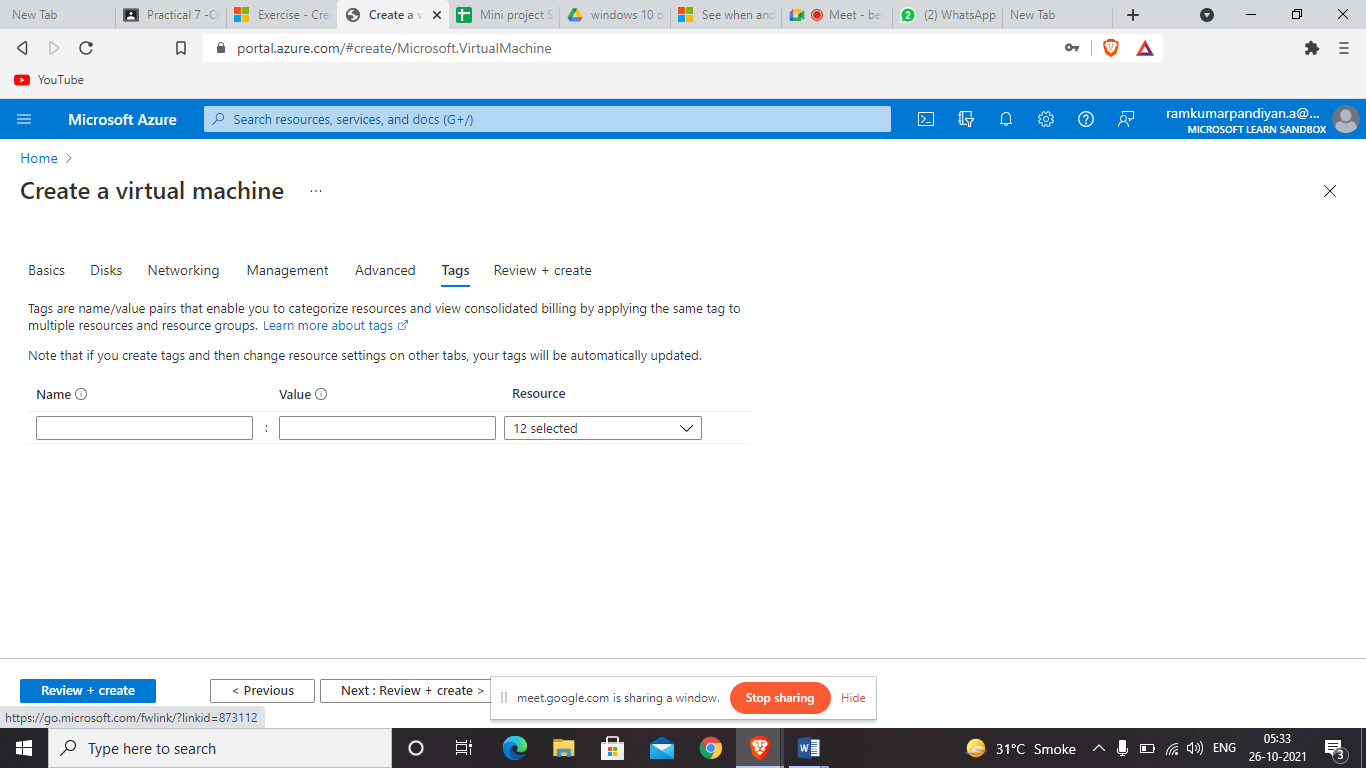 New Tab
Practical 7 -Cr
Exercise - Crea
Create a v
Mini project S
windows 10 o
See when and
Meet - be
(2) WhatsApp
New Tab
portal.azure.com/#create/Microsoft.VirtualMachine
YouTube
Microsoft Azure
Search resources, services, and docs (G+/)
ramkumarpandiyan.a@...
MICROSOFT LEARN SANDBOX
Home >
Create a virtual machine ...
Basics Disks Networking Management Advanced Tags Review + create
Tags are name/value pairs that enable you to categorize resources and view consolidated billing by applying the same tag to
multiple resources and resource groups. Learn more about tags
Note that if you create tags and then change resource settings on other tabs, your tags will be automatically updated.
Name Value Resource
: 12 selected
Review + create
< Previous
Next : Review + create >
meet.google.com is sharing a window.
Stop sharing
Hide
https://go.microsoft.com/fwlink/?linkid=873112
Type here to search
31°C Smoke
ENG
05:33
26-10-2021
3